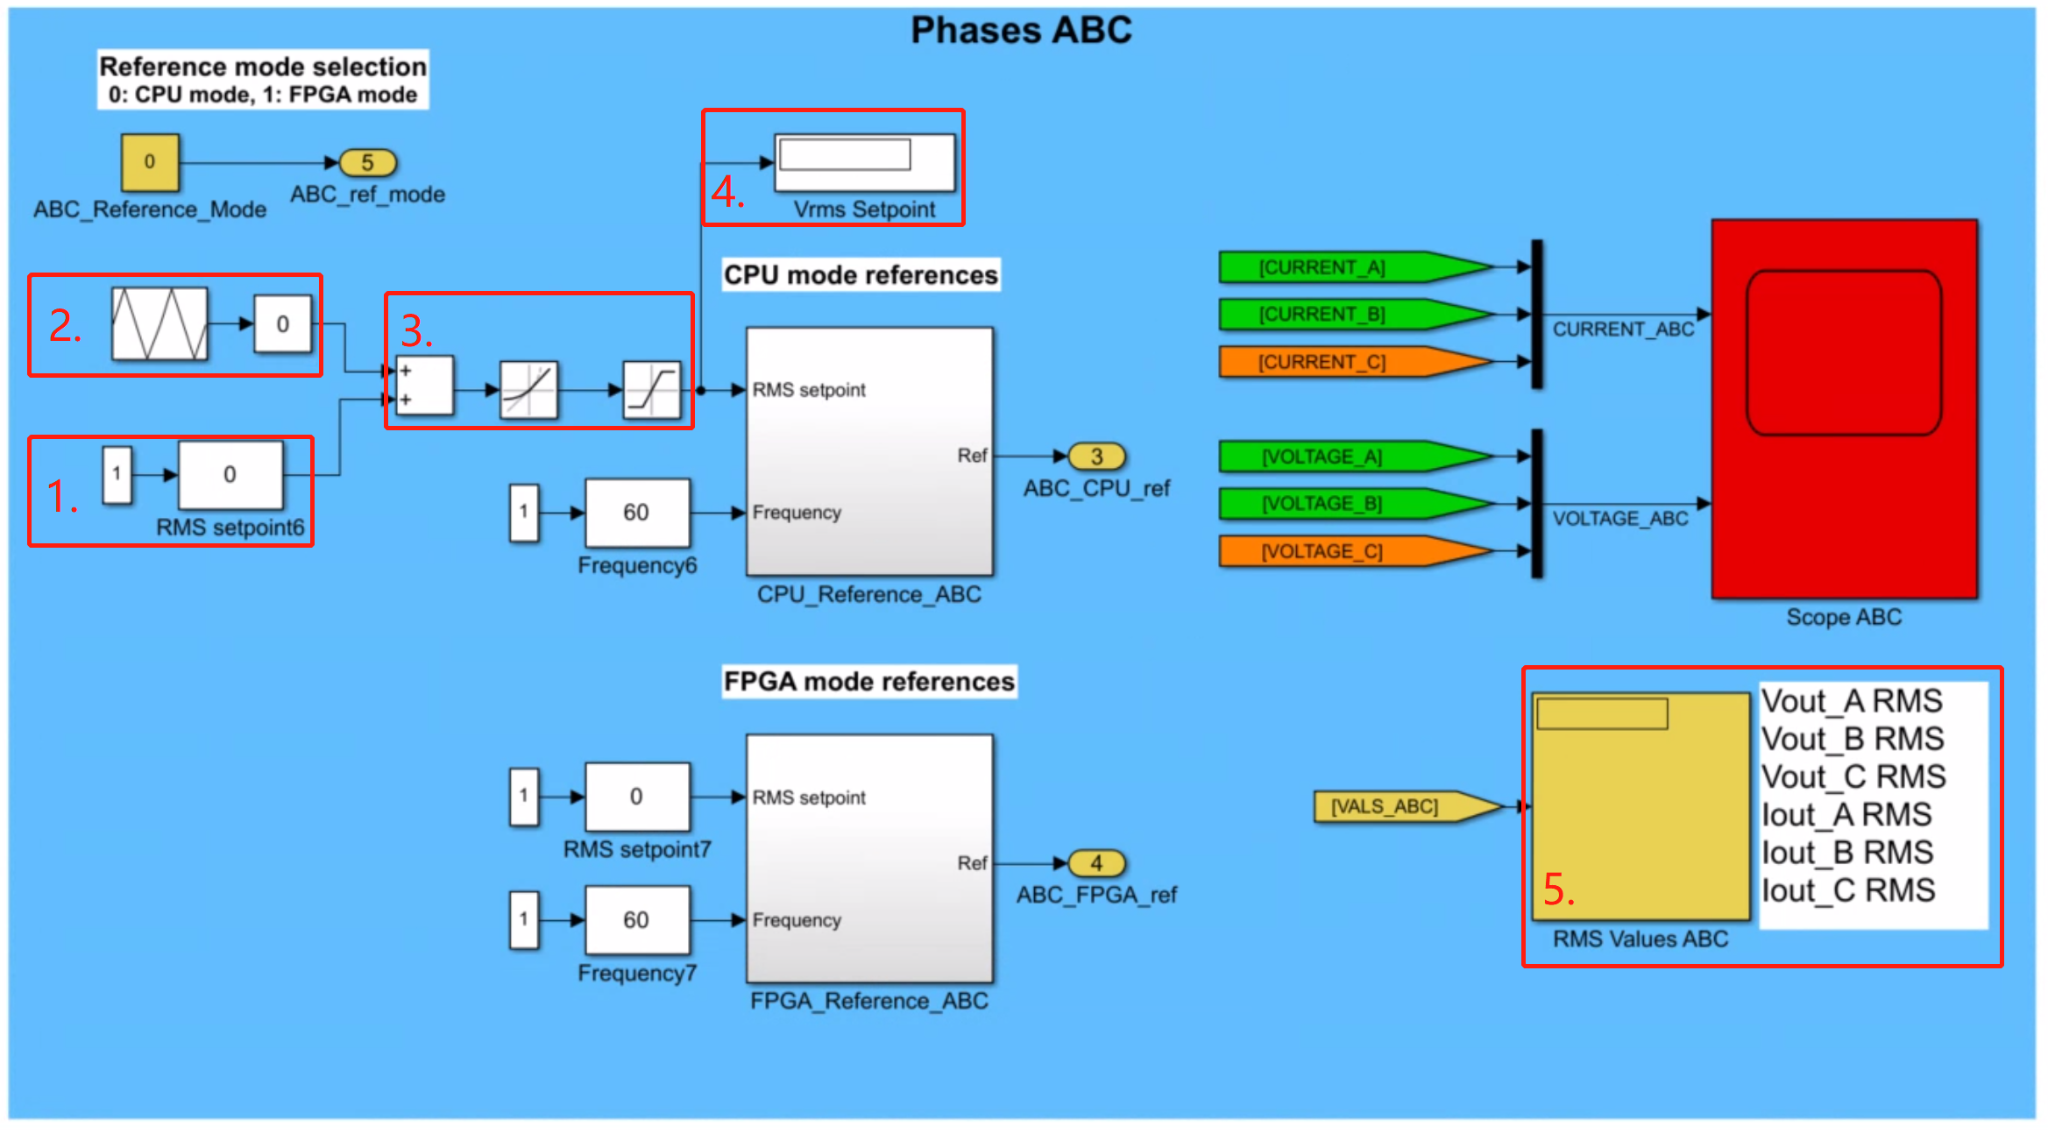 Phases ABC
Reference mode selection
0: CPU mode, 1: FPGA mode
0
ABC_Reference_Mode
5
ABC_ref_mode
4.
Vrms Setpoint
2.
0
3.
+
+
1.
1
0
RMS setpoint6
CPU mode references
RMS setpoint
Ref
Frequency
CPU_Reference_ABC
1
60
Frequency6
3
ABC_CPU_ref
[CURRENT_A]
[CURRENT_B]
[CURRENT_C]
CURRENT_ABC
[VOLTAGE_A]
[VOLTAGE_B]
[VOLTAGE_C]
VOLTAGE_ABC
Scope ABC
FPGA mode references
1
0
RMS setpoint7
1
60
Frequency7
RMS setpoint
Ref
Frequency
FPGA_Reference_ABC
4
ABC_FPGA_ref
[VALS_ABC]
5.
RMS Values ABC
Vout_A RMS
Vout_B RMS
Vout_C RMS
Iout_A RMS
Iout_B RMS
Iout_C RMS